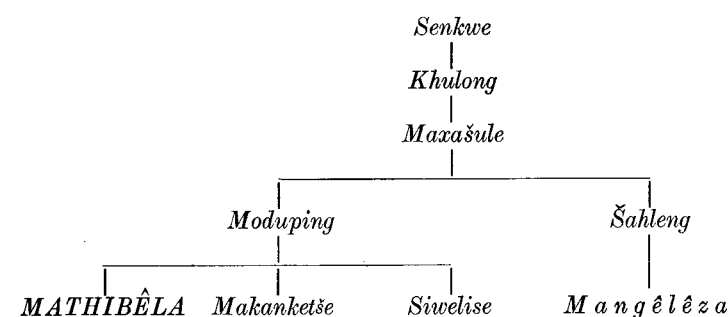 Senkwe
Khulong
Maxašule
Moduping Šahleng
MATHIBÊLA Makanketše Siwelise Mangêlêza